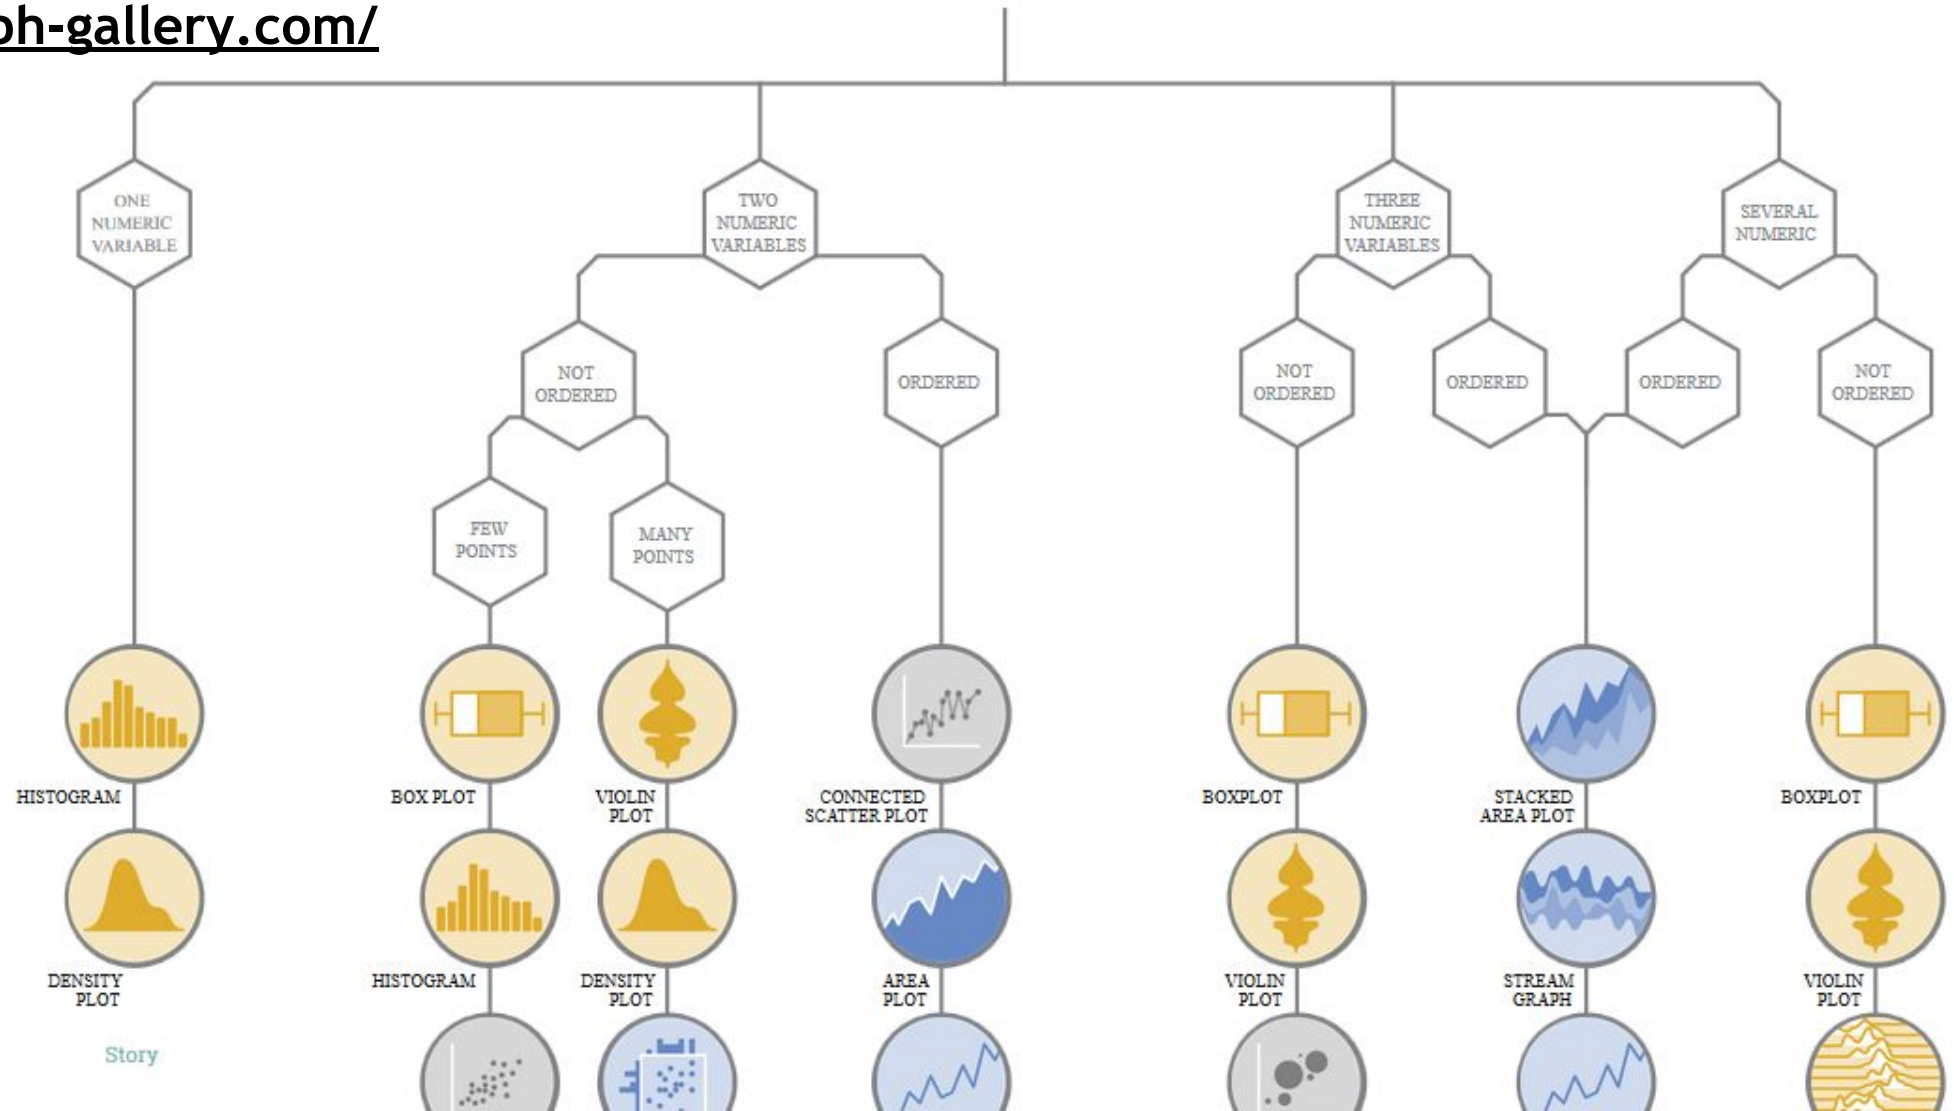 ph-gallery.com/
ONE
NUMERIC
VARIABLE
TWO
NUMERIC
VARIABLES
THREE
NUMERIC
VARIABLES
SEVERAL
NUMERIC
NOT
ORDERED
ORDERED
NOT
ORDERED
ORDERED
ORDERED
NOT
ORDERED
FEW
POINTS
MANY
POINTS
HISTOGRAM
BOX PLOT
VIOLIN
PLOT
CONNECTED
SCATTER PLOT
BOXPLOT
STACKED
AREA PLOT
BOXPLOT
DENSITY
PLOT
HISTOGRAM
DENSITY
PLOT
AREA
PLOT
VIOLIN
PLOT
STREAM
GRAPH
VIOLIN
PLOT
Story